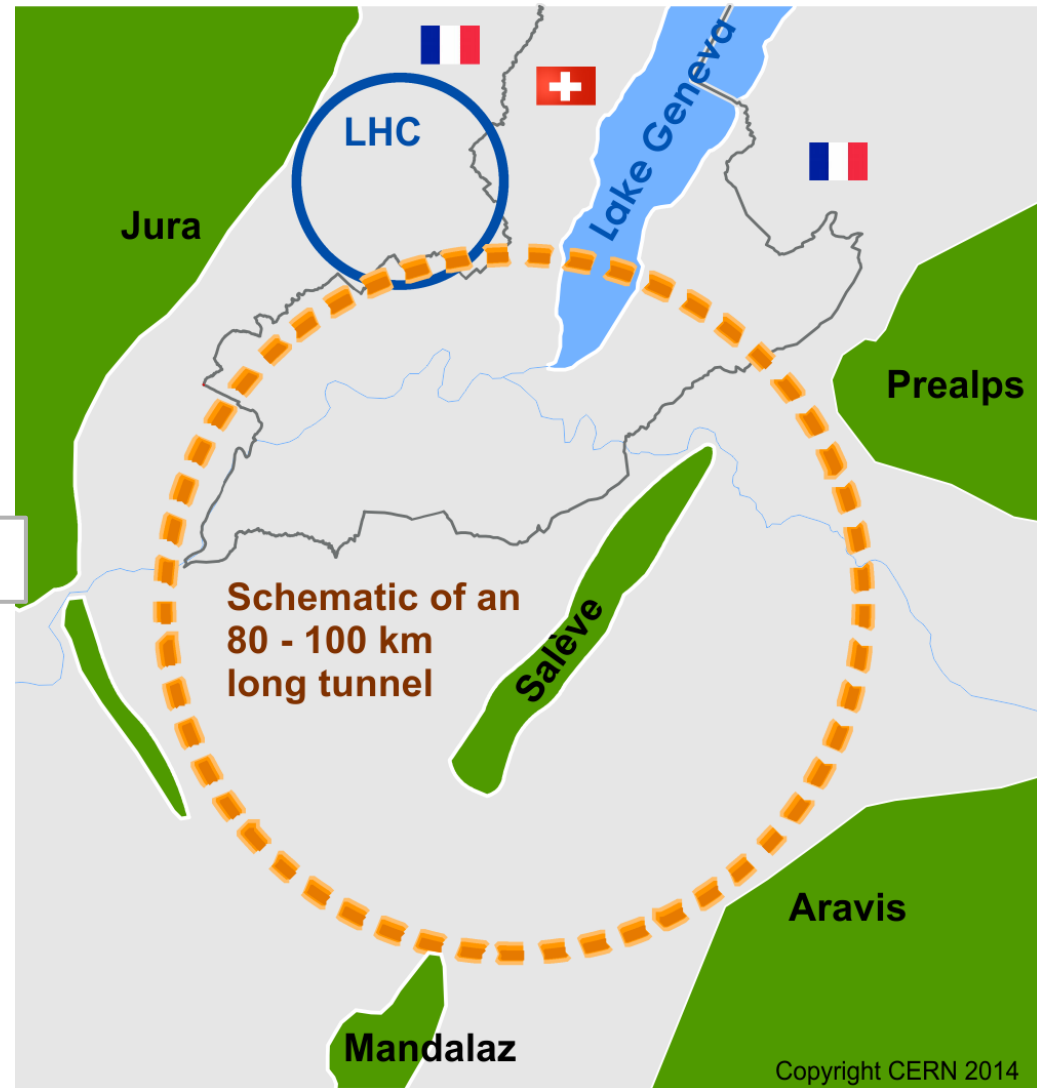 LHC
Lake Geneva
Jura
Prealps
Schematic of an
80 - 100 km
long tunnel
Salève
Aravis
Mandalaz
Copyright CERN 2014